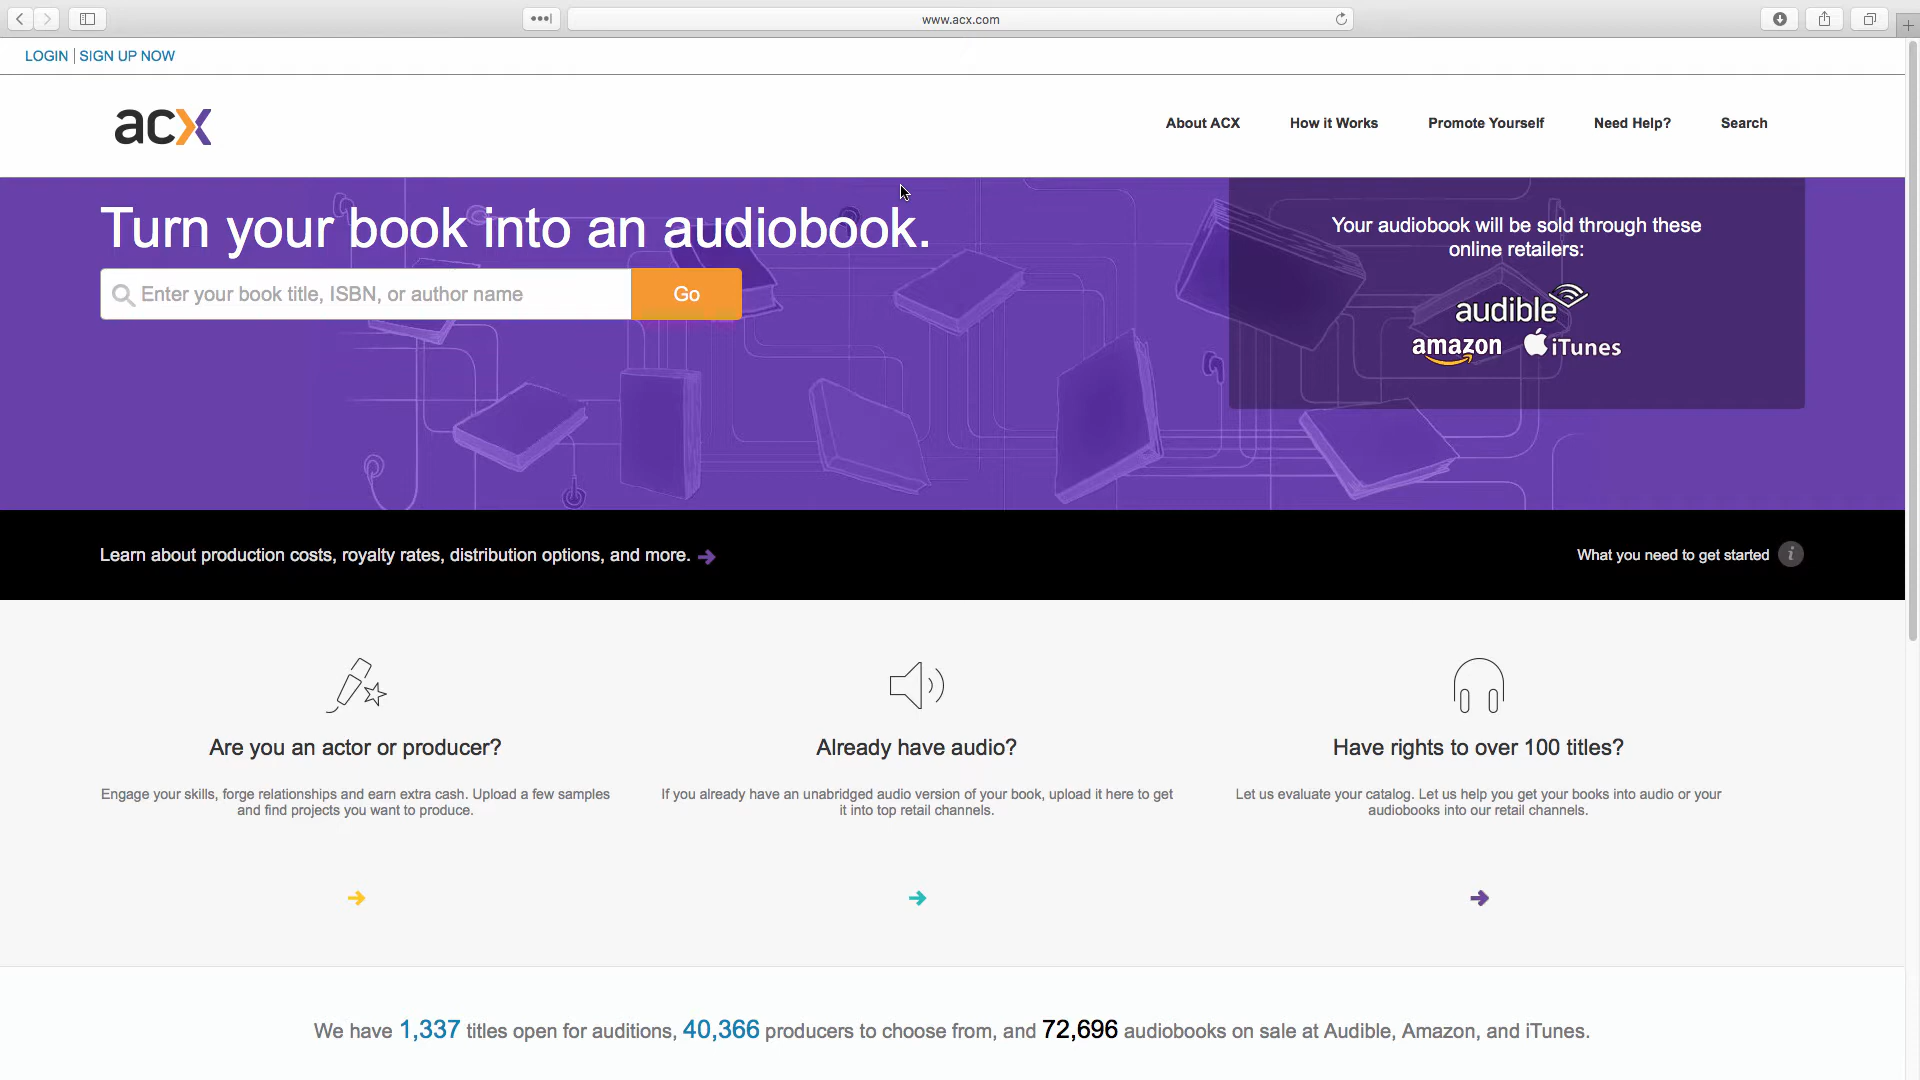 www.acx.com
LOGIN | SIGN UP NOW
acx
About ACX How it Works Promote Yourself Need Help? Search
Turn your book into an audiobook.
Enter your book title, ISBN, or author name Go
Your audiobook will be sold through these
online retailers:
audible
amazon iTunes
Learn about production costs, royalty rates, distribution options, and more.
What you need to get started i
Are you an actor or producer?
Engage your skills, forge relationships and earn extra cash. Upload a few samples
and find projects you want to produce.
Already have audio?
If you already have an unabridged audio version of your book, upload it here to get
it into top retail channels.
Have rights to over 100 titles?
Let us evaluate your catalog. Let us help you get your books into audio or your
audiobooks into our retail channels.
We have 1,337 titles open for auditions, 40,366 producers to choose from, and 72,696 audiobooks on sale at Audible, Amazon, and iTunes.